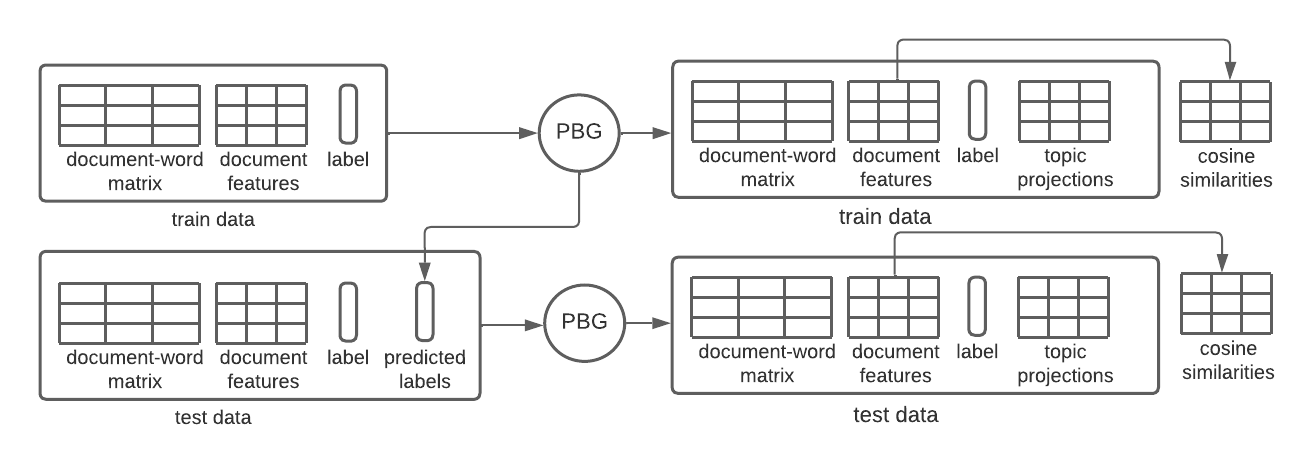 document-word
matrix
document
features
label
train data
PBG
document-word
matrix
document
features
label
topic
projections
train data
cosine
similarities
document-word
matrix
document
features
label
predicted
labels
test data
PBG
document-word
matrix
document
features
label
topic
projections
test data
cosine
similarities